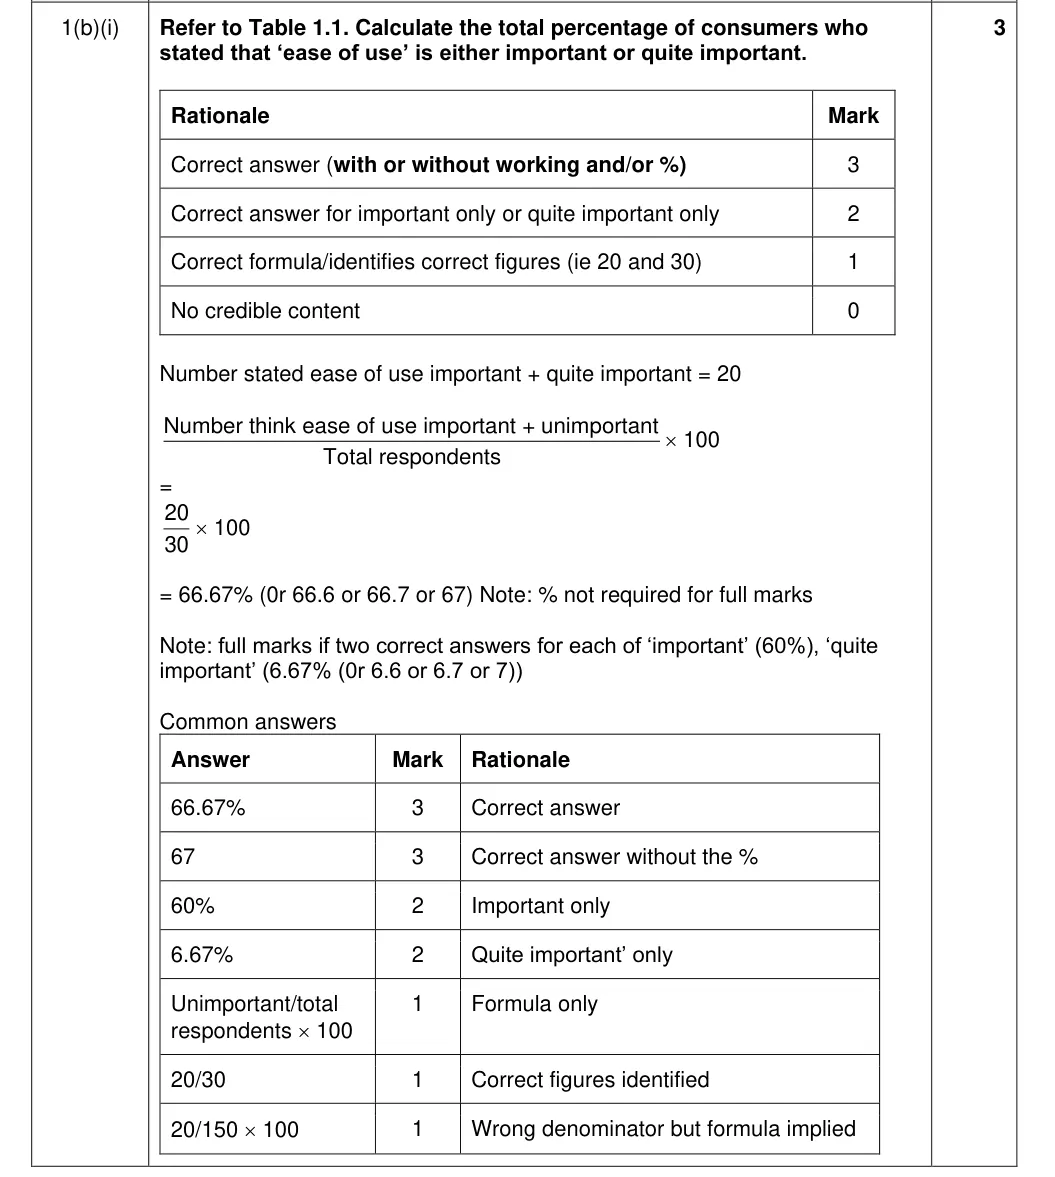 1(b)(i)
Refer to Table 1.1. Calculate the total percentage of consumers who
stated that ‘ease of use’ is either important or quite important.
3
Rationale Mark
Correct answer (with or without working and/or %) 3
Correct answer for important only or quite important only 2
Correct formula/identifies correct figures (ie 20 and 30) 1
No credible content 0
Number stated ease of use important + quite important = 20
Number think ease of use important + unimportant
Total respondents
× 100
=
20
30
× 100
= 66.67% (0r 66.6 or 66.7 or 67) Note: % not required for full marks
Note: full marks if two correct answers for each of ‘important’ (60%), ‘quite
important’ (6.67% (0r 6.6 or 6.7 or 7))
Common answers
Answer Mark Rationale
66.67% 3 Correct answer
67 3 Correct answer without the %
60% 2 Important only
6.67% 2 Quite important’ only
Unimportant/total
respondents × 100
1 Formula only
20/30 1 Correct figures identified
20/150 × 100 1 Wrong denominator but formula implied